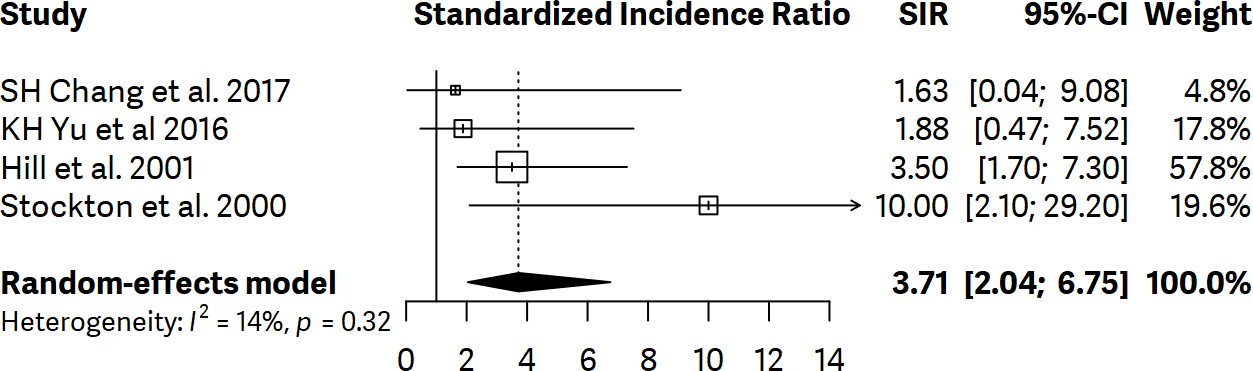 Study Standardized Incidence Ratio SIR 95%-CI Weight
SH Chang et al. 2017 1.63 [0.04; 9.08] 4.8%
KH Yu et al 2016 1.88 [0.47; 7.52] 17.8%
Hill et al. 2001 3.50 [1.70; 7.30] 57.8%
Stockton et al. 2000 10.00 [2.10; 29.20] 19.6%
Random-effects model 3.71 [2.04; 6.75] 100.0%
Heterogeneity: I² = 14%, p = 0.32
0 2 4 6 8 10 12 14